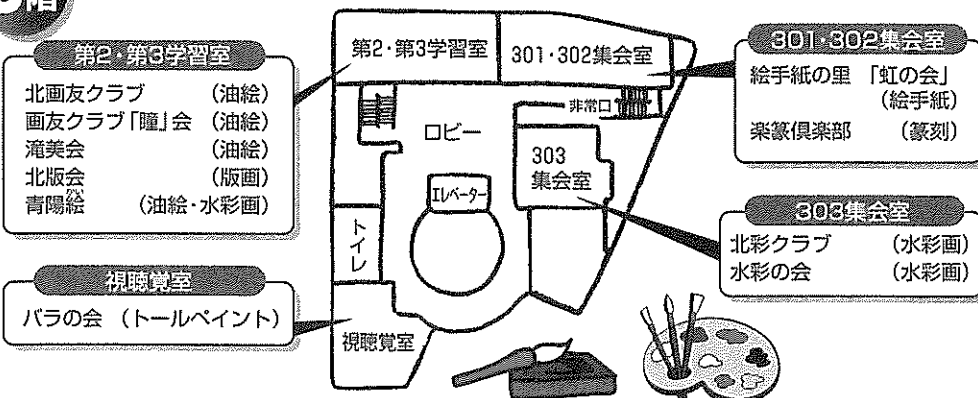 階
第2・第3学習室
北画友クラブ (油絵)
画友クラブ「瞳」会 (油絵)
滝美会 (油絵)
北版会 (版画)
青陽絵 (油絵・水彩画)
かい
視聴覚室
バラの会 (トールペイント)
第2・第3学習室
301・302集会室
非常口
ロビー
303
集会室
エレベーター
トイレ
視聴覚室
301・302集会室
絵手紙の里 「虹の会」
(絵手紙)
楽篆倶楽部 (篆刻)
303集会室
北彩クラブ (水彩画)
水彩の会 (水彩画)